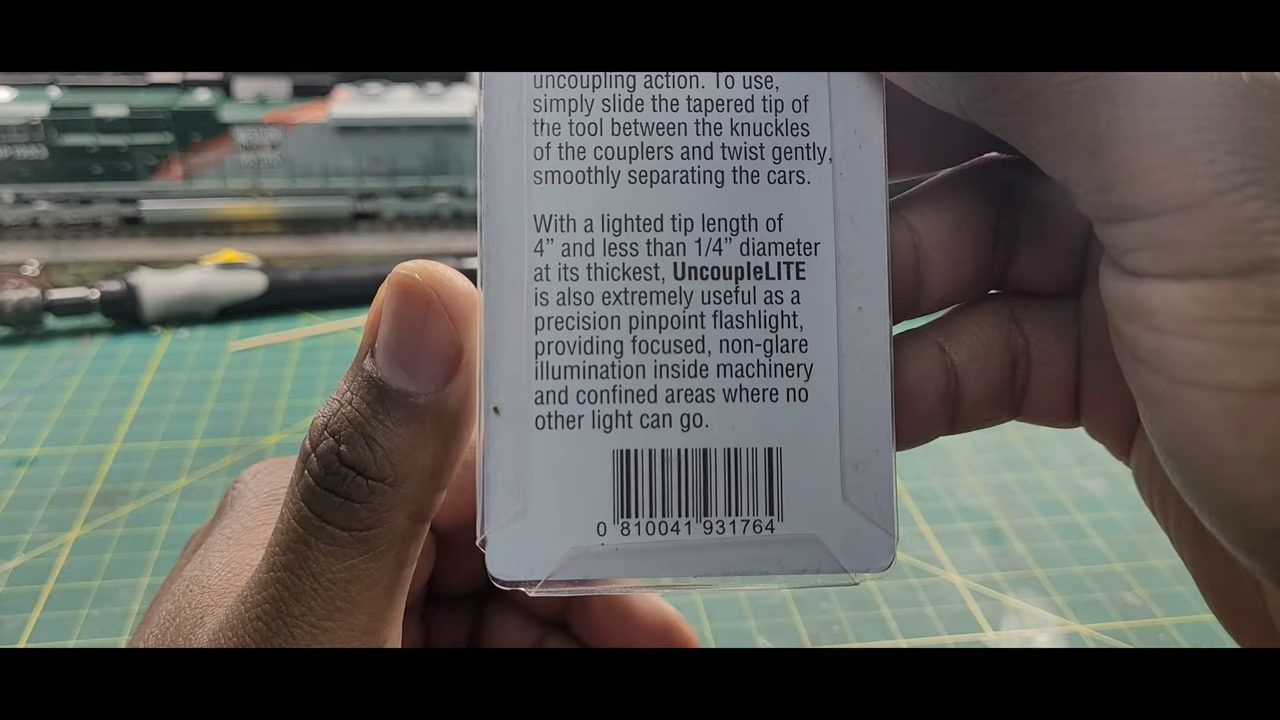 uncoupling action. To use,
simply slide the tapered tip of
the tool between the knuckles
of the couplers and twist gently,
smoothly separating the cars.
With a lighted tip length of
4” and less than 1/4” diameter
at its thickest, UncoupleLITE
is also extremely useful as a
precision pinpoint flashlight,
providing focused, non-glare
illumination inside machinery
and confined areas where no
other light can go.
0 810041 931764